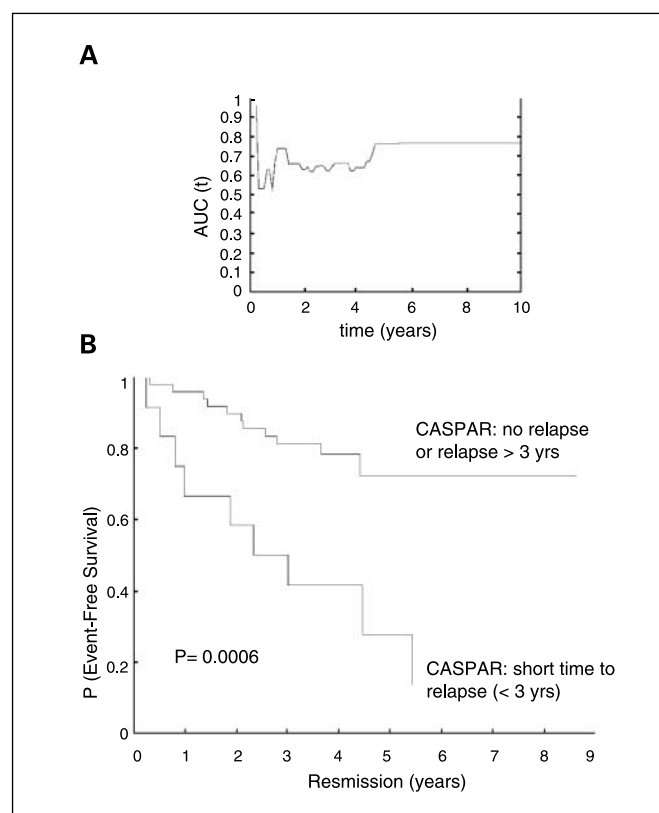 A
1
0.9
0.8
0.7
0.6
0.5
0.4
0.3
0.2
0.1
0
AUC (t)
0 2 4 6 8 10
time (years)
B
1
0.8
0.6
0.4
0.2
0
P (Event-Free Survival)
CASPAR: no relapse
or relapse > 3 yrs
P= 0.0006
CASPAR: short time to
relapse (< 3 yrs)
0 1 2 3 4 5 6 7 8 9
Resmission (years)